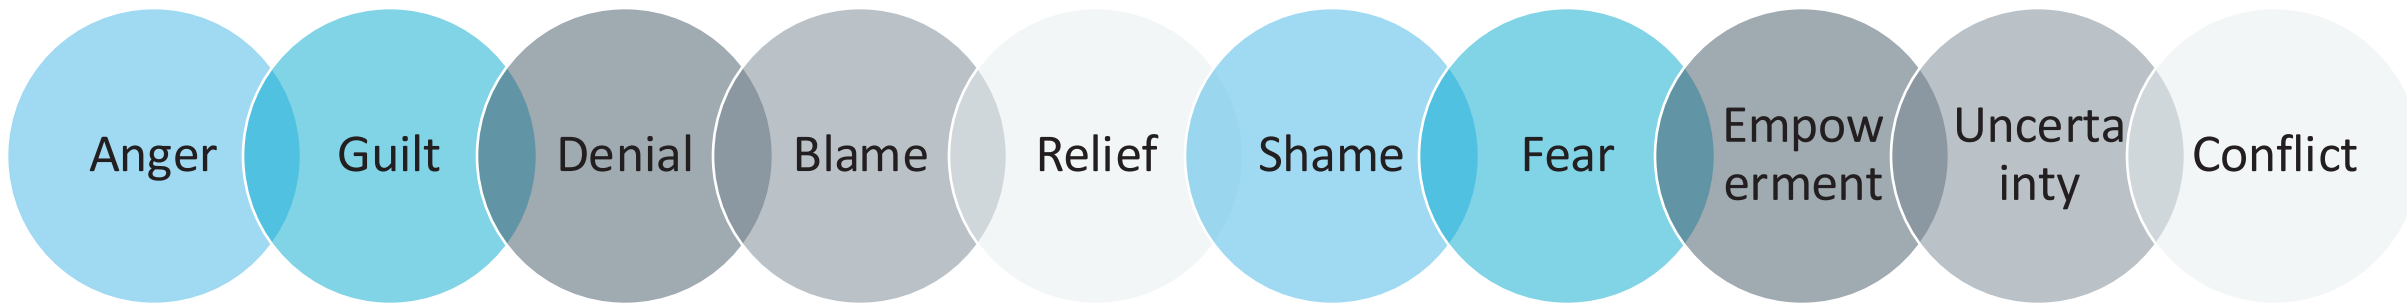 Anger
Guilt
Denial
Blame
Relief
Shame
Fear
Empow
erment
Uncerta
inty
Conflict